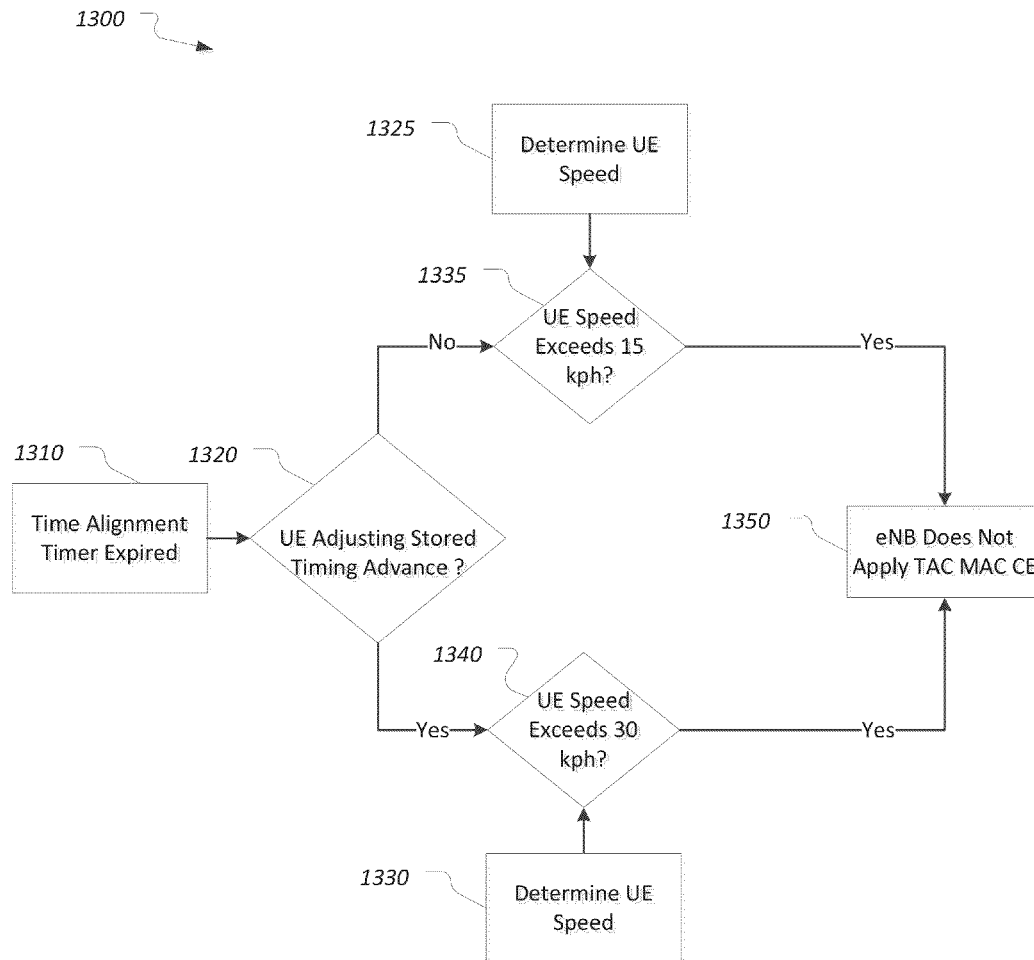 1300
1325
Determine UE
Speed
1335
UE Speed
Exceeds 15
kph?
No
Yes
1310
Time Alignment
Timer Expired
1320
UE Adjusting Stored
Timing Advance ?
1350
eNB Does Not
Apply TAC MAC CE
1340
UE Speed
Exceeds 30
kph?
Yes
Yes
1330
Determine UE
Speed